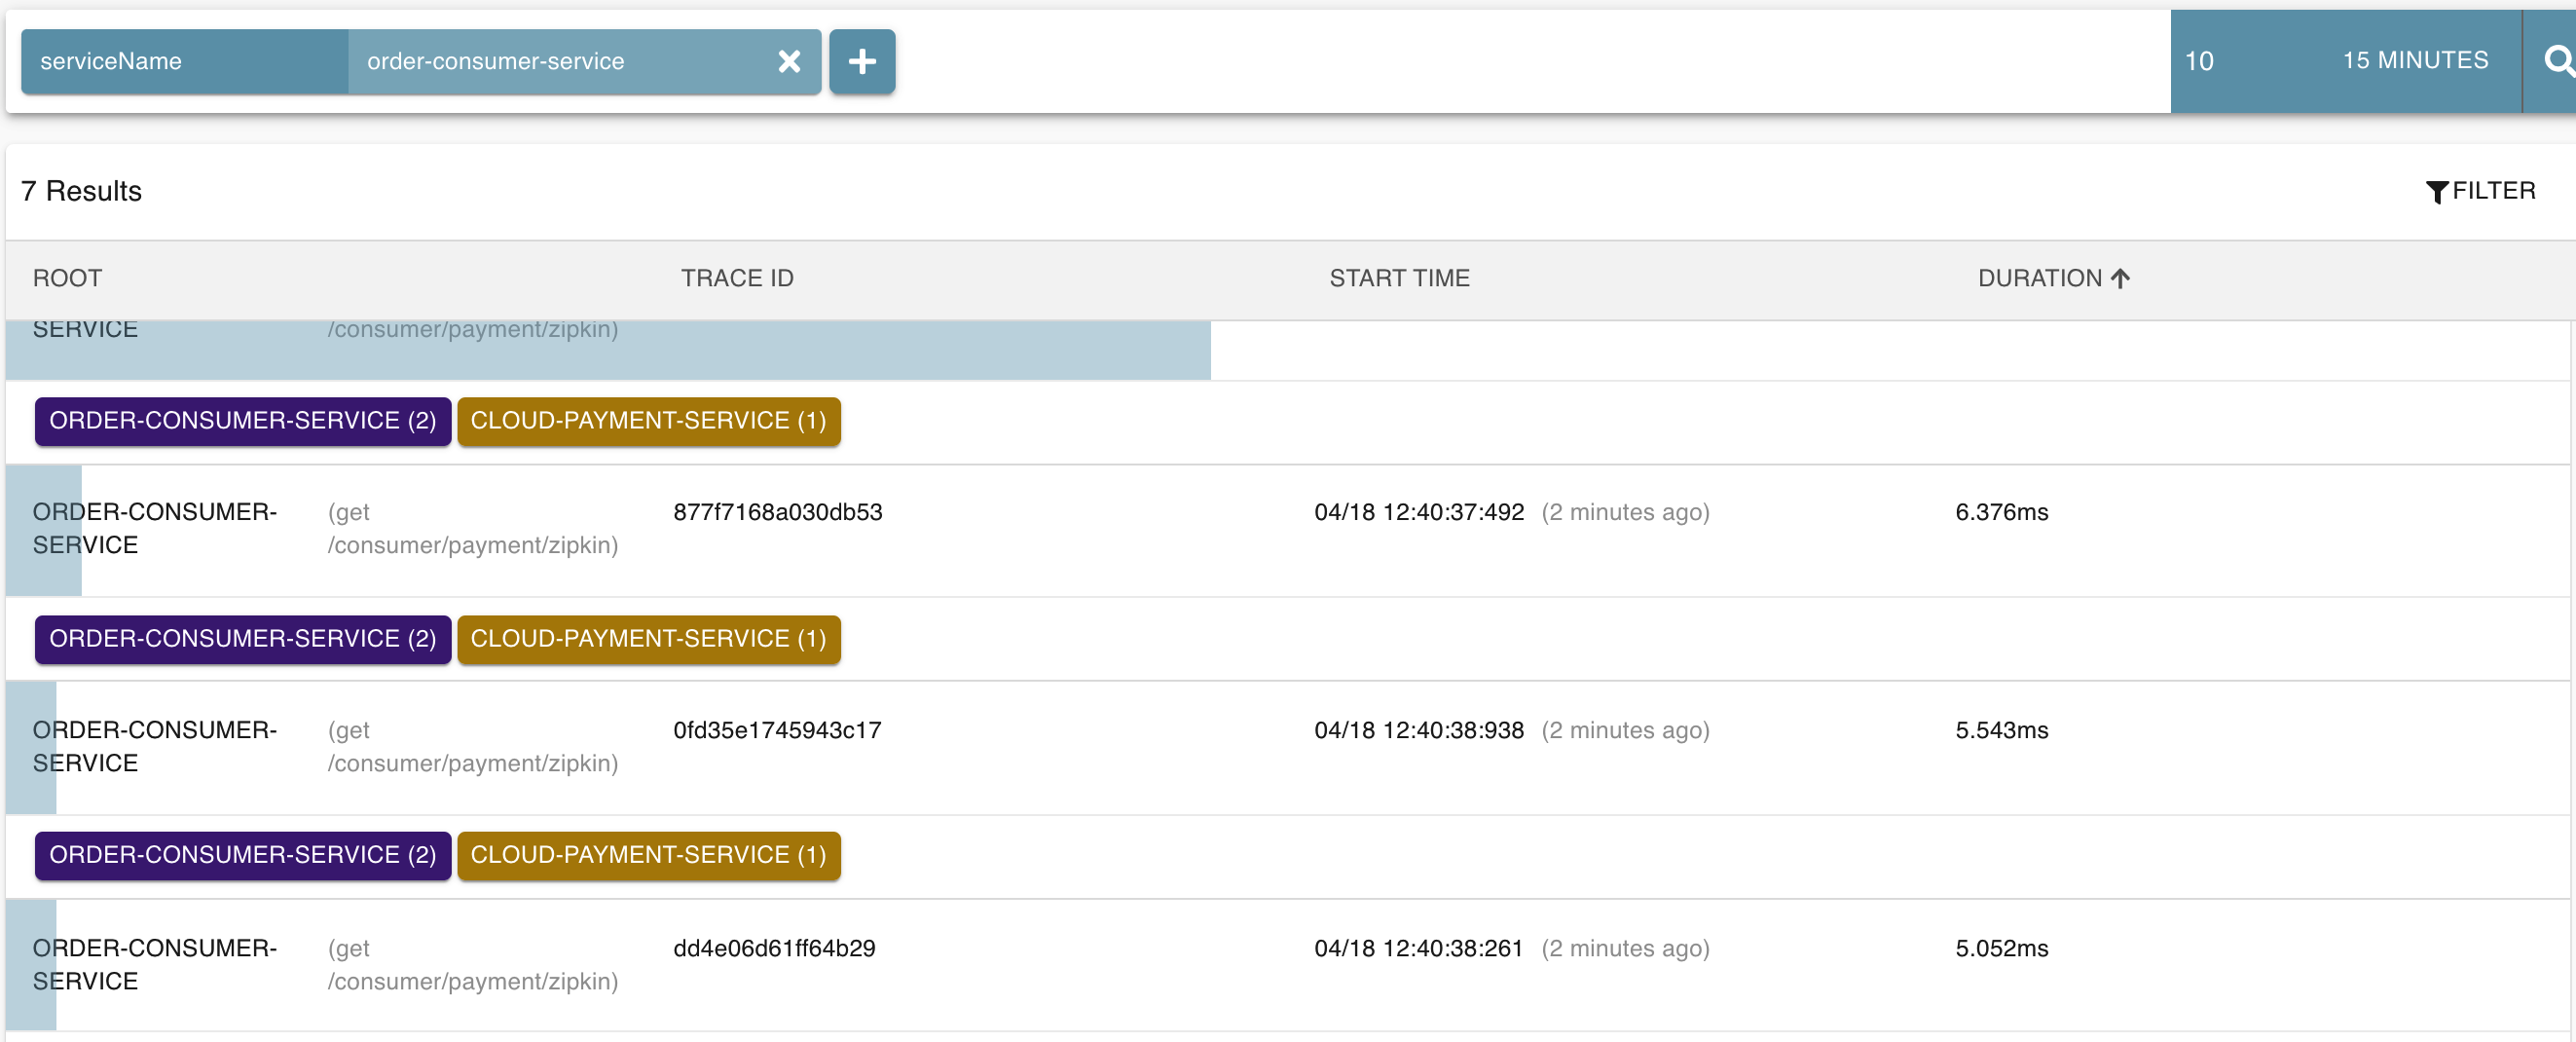 serviceName order-consumer-service 10 15 MINUTES
7 Results FILTER
ROOT TRACE ID START TIME DURATION
SERVICE /consumer/payment/zipkin)
ORDER-CONSUMER-SERVICE (2) CLOUD-PAYMENT-SERVICE (1)
ORDER-CONSUMER- (get 877f7168a030db53 04/18 12:40:37:492 (2 minutes ago) 6.376ms
SERVICE /consumer/payment/zipkin)
ORDER-CONSUMER-SERVICE (2) CLOUD-PAYMENT-SERVICE (1)
ORDER-CONSUMER- (get 0fd35e1745943c17 04/18 12:40:38:938 (2 minutes ago) 5.543ms
SERVICE /consumer/payment/zipkin)
ORDER-CONSUMER-SERVICE (2) CLOUD-PAYMENT-SERVICE (1)
ORDER-CONSUMER- (get dd4e06d61ff64b29 04/18 12:40:38:261 (2 minutes ago) 5.052ms
SERVICE /consumer/payment/zipkin)